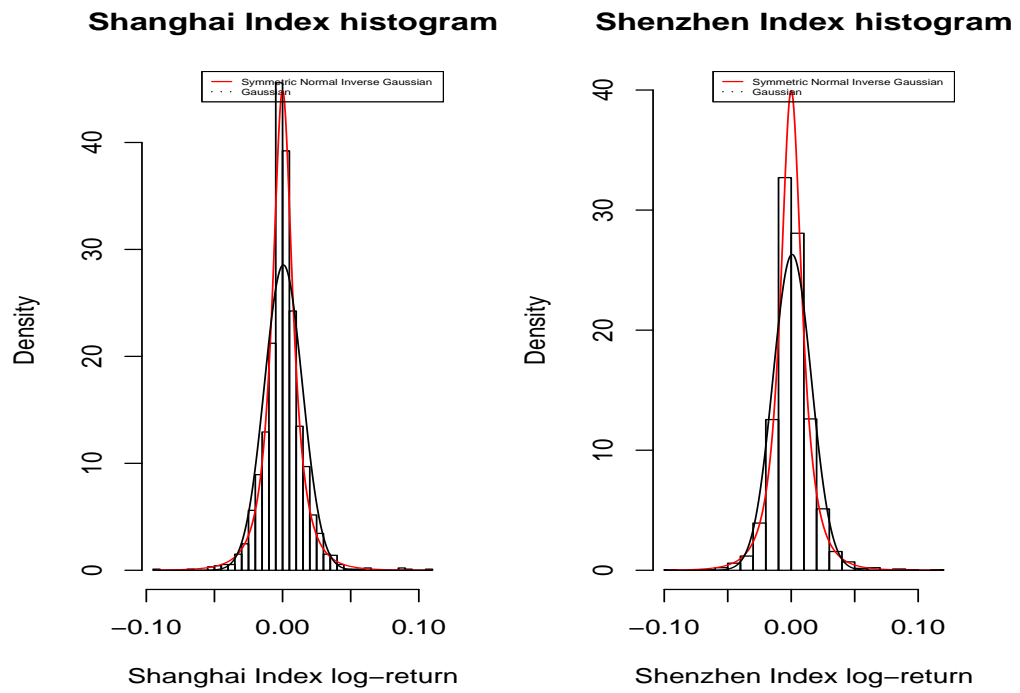 Shanghai Index histogram
Symmetric Normal Inverse Gaussian
Gaussian
Density
0
10
20
30
40
−0.10
0.00
0.10
Shanghai Index log−return
Shenzhen Index histogram
Symmetric Normal Inverse Gaussian
Gaussian
Density
0
10
20
30
40
−0.10
0.00
0.10
Shenzhen Index log−return